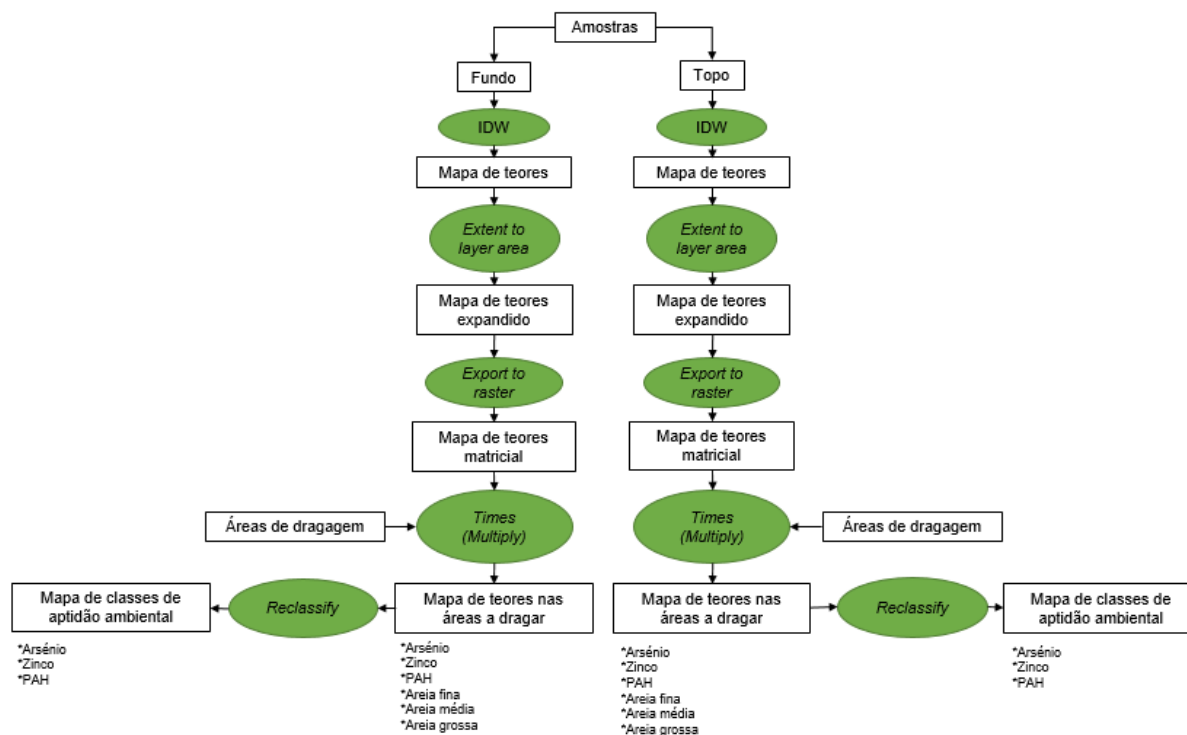 Amostras
Fundo
Topo
IDW
IDW
Mapa de teores
Mapa de teores
Extent to
layer area
Extent to
layer area
Mapa de teores
expandido
Mapa de teores
expandido
Export to
raster
Export to
raster
Mapa de teores
matricial
Mapa de teores
matricial
Áreas de dragagem
Times
(Multiply)
Times
(Multiply)
Áreas de dragagem
Mapa de classes de
aptidão ambiental
Reclassify
Mapa de teores nas
áreas a dragar
Mapa de teores nas
áreas a dragar
Reclassify
Mapa de classes de
aptidão ambiental
*Arsénio
*Zinco
*PAH
*Arsénio
*Zinco
*PAH
*Areia fina
*Areia média
*Areia grossa
*Arsénio
*Zinco
*PAH
*Areia fina
*Areia média
*Areia grossa
*Arsénio
*Zinco
*PAH